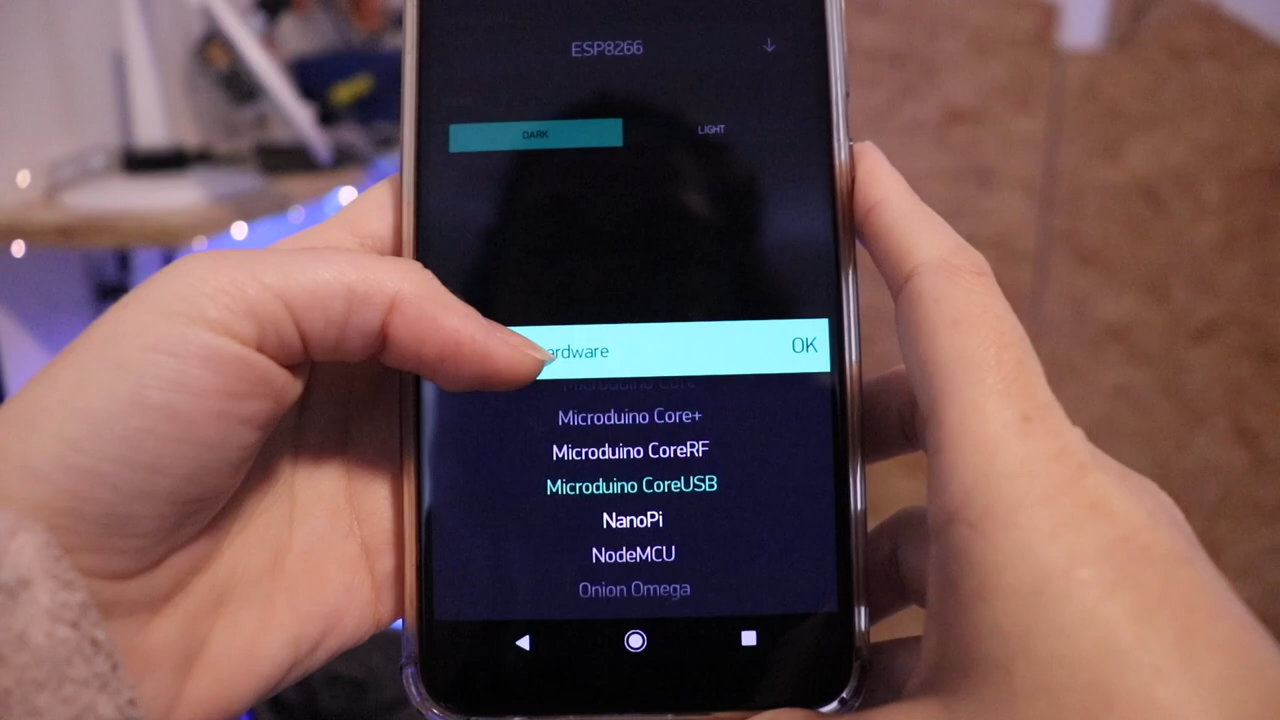 ESP8266
DARK
LIGHT
ardware
OK
Microduino Core
Microduino Core+
Microduino CoreRF
Microduino CoreUSB
NanoPi
NodeMCU
Onion Omega